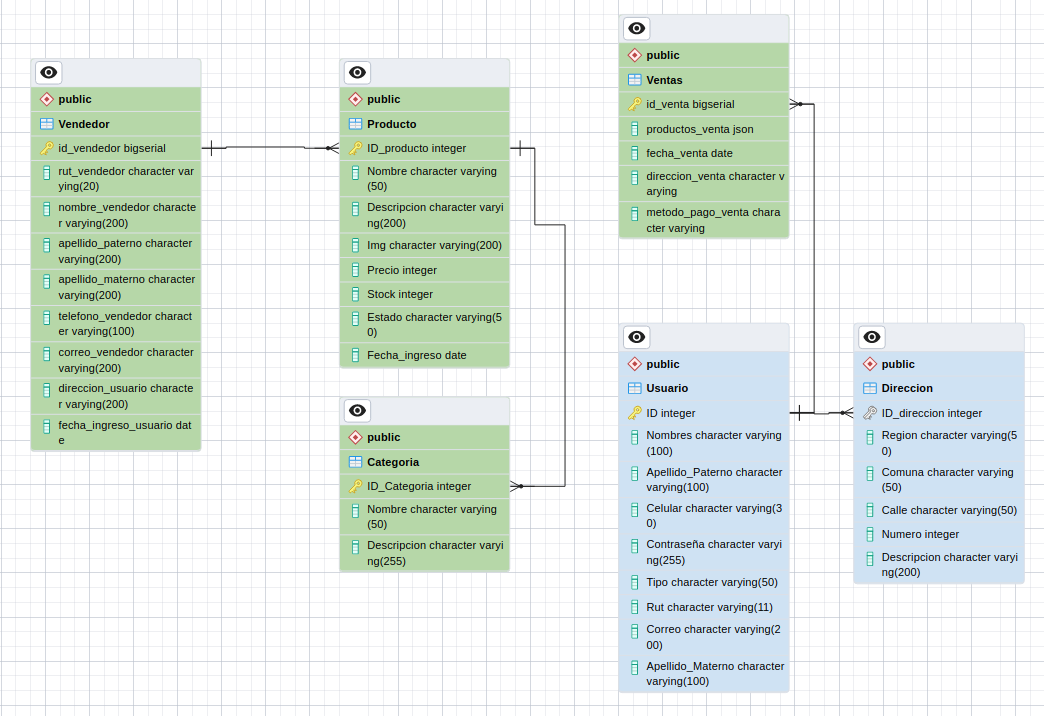 public
Vendedor
id_vendedor bigserial
rut_vendedor character var
ying(20)
nombre_vendedor characte
r varying(200)
apellido_paterno character
varying(200)
apellido_materno character
varying(200)
telefono_vendedor charact
er varying(100)
correo_vendedor character
varying(200)
direccion_usuario characte
r varying(200)
fecha_ingreso_usuario dat
e
public
Producto
ID_producto integer
Nombre character varying
(50)
Descripcion character varyi
ng(200)
Img character varying(200)
Precio integer
Stock integer
Estado character varying(5
0)
Fecha_ingreso date
public
Categoria
ID_Categoria integer
Nombre character varying
(50)
Descripcion character varyi
ng(255)
public
Ventas
id_venta bigserial
productos_venta json
fecha_venta date
direccion_venta character v
arying
metodo_pago_venta chara
cter varying
public
Usuario
ID integer
Nombres character varying
(100)
Apellido_Paterno character
varying(100)
Celular character varying(3
0)
Contraseña character varyi
ng(255)
Tipo character varying(50)
Rut character varying(11)
Correo character varying(2
00)
Apellido_Materno character
varying(100)
public
Direccion
ID_direccion integer
Region character varying(5
0)
Comuna character varying
(50)
Calle character varying(50)
Numero integer
Descripcion character varyi
ng(200)